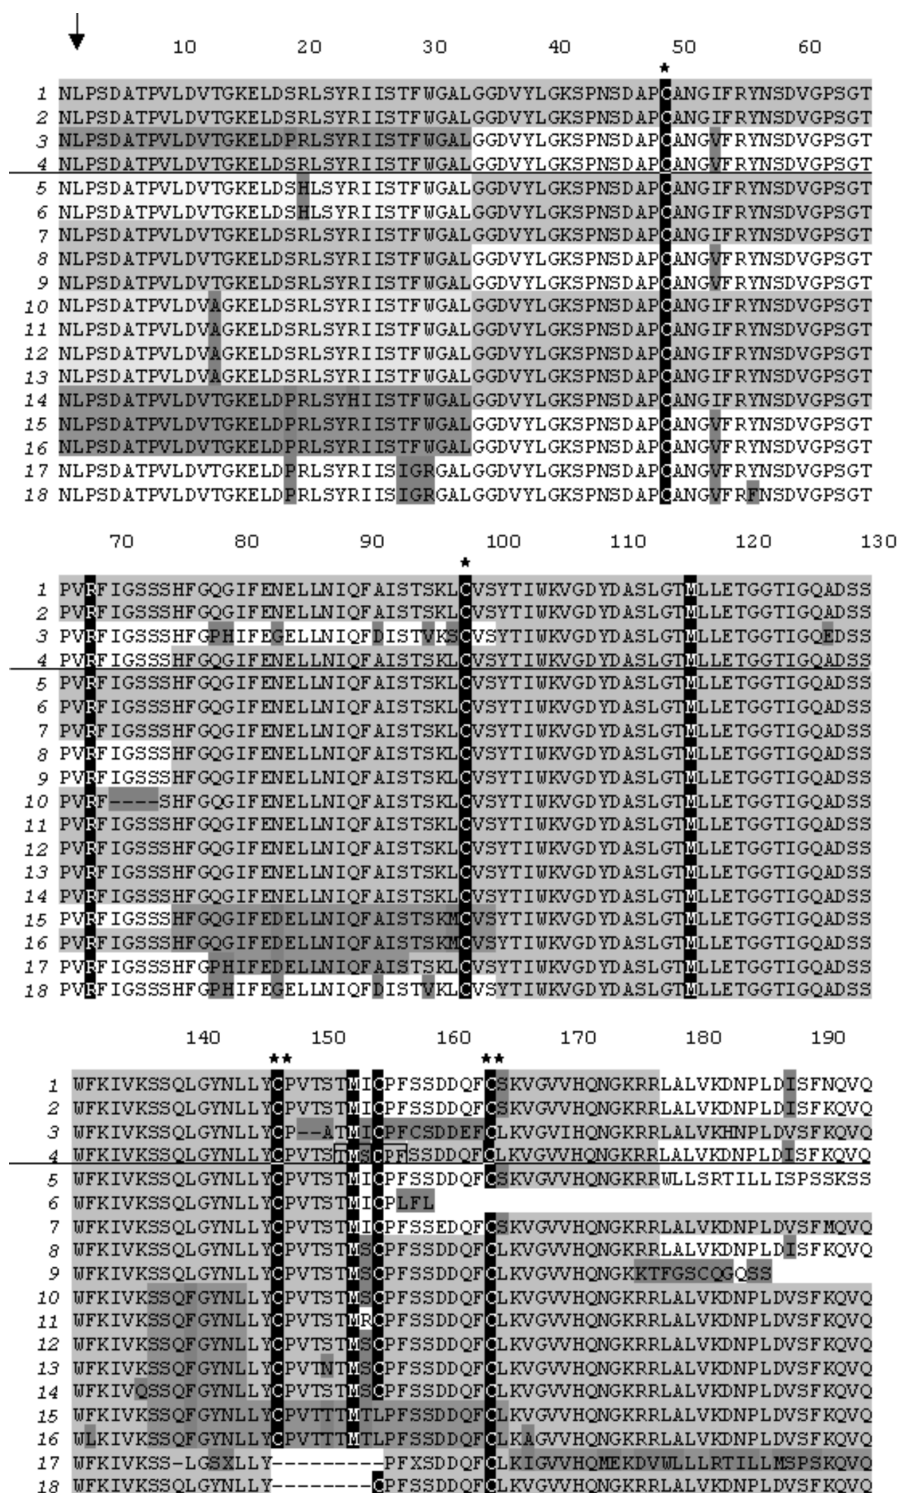 10 20 30 40 50 60
*
1 NLPSDATPVLDVTGKELDSRLSYRIISTFWGALGGDVYLGKSPNSDAPCANGIFRYNSDVGPSGT
2 NLPSDATPVLDVTGKELDSRLSYRIISTFWGALGGDVYLGKSPNSDAPCANGIFRYNSDVGPSGT
3 NLPSDATPVLDVTGKELDPRLSYRIISTFWGALGGDVYLGKSPNSDAPCANGVFRYNSDVGPSGT
4 NLPSDATPVLDVTGKELDSRLSYRIISTFWGALGGDVYLGKSPNSDAPCANGVFRYNSDVGPSGT
5 NLPSDATPVLDVTGKELDSHLSYRIISTFWGALGGDVYLGKSPNSDAPCANGIFRYNSDVGPSGT
6 NLPSDATPVLDVTGKELDSHLSYRIISTFWGALGGDVYLGKSPNSDAPCANGIFRYNSDVGPSGT
7 NLPSDATPVLDVTGKELDSRLSYRIISTFWGALGGDVYLGKSPNSDAPCANGIFRYNSDVGPSGT
8 NLPSDATPVLDVTGKELDSRLSYRIISTFWGALGGDVYLGKSPNSDAPCANGVFRYNSDVGPSGT
9 NLPSDATPVLDVTGKELDSRLSYRIISTFWGALGGDVYLGKSPNSDAPCANGVFRYNSDVGPSGT
10 NLPSDATPVLDVAGKELDSRLSYRIISTFWGALGGDVYLGKSPNSDAPCANGIFRYNSDVGPSGT
11 NLPSDATPVLDVAGKELDSRLSYRIISTFWGALGGDVYLGKSPNSDAPCANGIFRYNSDVGPSGT
12 NLPSDATPVLDVAGKELDSRLSYRIISTFWGALGGDVYLGKSPNSDAPCANGIFRYNSDVGPSGT
13 NLPSDATPVLDVAGKELDSRLSYRIISTFWGALGGDVYLGKSPNSDAPCANGIFRYNSDVGPSGT
14 NLPSDATPVLDVTGKELDPRLSYHIISTFWGALGGDVYLGKSPNSDAPCANGIFRYNSDVGPSGT
15 NLPSDATPVLDVTGKELDPRLSYRIISTFWGALGGDVYLGKSPNSDAPCANGVFRYNSDVGPSGT
16 NLPSDATPVLDVTGKELDPRLSYRIISTFWGALGGDVYLGKSPNSDAPCANGVFRYNSDVGPSGT
17 NLPSDATPVLDVTGKELDPRLSYRIISIGRGALGGDVYLGKSPNSDAPCANGVFRYNSDVGPSGT
18 NLPSDATPVLDVTGKELDPRLSYRIISIGRGALGGDVYLGKSPNSDAPCANGVFRFNSDVGPSGT
70 80 90 100 110 120 130
*
1 PVRFIGSSSHFGQGIFENELLNIQFAISTSKLCVSYTIWKVGDYDASLGTMLLETGGTIGQADSS
2 PVRFIGSSSHFGQGIFENELLNIQFAISTSKLCVSYTIWKVGDYDASLGTMLLETGGTIGQADSS
3 PVRFIGSSSHFGPHIFEGELLNIQFDISTVKSCVSYTIWKVGDYDASLGTMLLETGGTIGQEDSS
4 PVRFIGSSSHFGQGIFENELLNIQFAISTSKLCVSYTIWKVGDYDASLGTMLLETGGTIGQADSS
5 PVRFIGSSSHFGQGIFENELLNIQFAISTSKLCVSYTIWKVGDYDASLGTMLLETGGTIGQADSS
6 PVRFIGSSSHFGQGIFENELLNIQFAISTSKLCVSYTIWKVGDYDASLGTMLLETGGTIGQADSS
7 PVRFIGSSSHFGQGIFENELLNIQFAISTSKLCVSYTIWKVGDYDASLGTMLLETGGTIGQADSS
8 PVRFIGSSSHFGQGIFENELLNIQFAISTSKLCVSYTIWKVGDYDASLGTMLLETGGTIGQADSS
9 PVRFIGSSSHFGQGIFENELLNIQFAISTSKLCVSYTIWKVGDYDASLGTMLLETGGTIGQADSS
10 PVRF----SHFGQGIFENELLNIQFAISTSKLCVSYTIWKVGDYDASLGTMLLETGGTIGQADSS
11 PVRFIGSSSHFGQGIFENELLNIQFAISTSKLCVSYTIWKVGDYDASLGTMLLETGGTIGQADSS
12 PVRFIGSSSHFGQGIFENELLNIQFAISTSKLCVSYTIWKVGDYDASLGTMLLETGGTIGQADSS
13 PVRFIGSSSHFGQGIFENELLNIQFAISTSKLCVSYTIWKVGDYDASLGTMLLETGGTIGQADSS
14 PVRFIGSSSHFGQGIFENELLNIQFAISTSKLCVSYTIWKVGDYDASLGTMLLETGGTIGQADSS
15 PVRFIGSSSHFGQGIFEDELLNIQFAISTSKMCVSYTIWKVGDYDASLGTMLLETGGTIGQADSS
16 PVRFIGSSSHFGQGIFEDELLNIQFAISTSKMCVSYTIWKVGDYDASLGTMLLETGGTIGQADSS
17 PVRFIGSSSHFGPHIFEDELLNIQFAISTSKLCVSYTIWKVGDYDASLGTMLLETGGTIGQADSS
18 PVRFIGSSSHFGPHIFEGELLNIQFDISTVKLCVSYTIWKVGDYDASLGTMLLETGGTIGQADSS
140 150 160 170 180 190
** **
1 WFKIVKSSQLGYNLLYCPVTSTMICPFSSDDQFCSKVGVVHQNGKRRLALVKDNPLDISFNQVQ
2 WFKIVKSSQLGYNLLYCPVTSTMICPFSSDDQFCSKVGVVHQNGKRRLALVKDNPLDISFKQVQ
3 WFKIVKSSQLGYNLLYCP--ATMICPFCSDDEFCLKVGVIHQNGKRRLALVKHNPLDVSFKQVQ
4 WFKIVKSSQLGYNLLYCPVTSTMSCPFSSDDQFCLKVGVVHQNGKRRLALVKDNPLDISFKQVQ
5 WFKIVKSSQLGYNLLYCPVTSTMICPFSSDDQFCSKVGVVHQNGKRRWLLSRTILLISPSSKSS
6 WFKIVKSSQLGYNLLYCPVTSTMICPLFL
7 WFKIVKSSQLGYNLLYCPVTSTMICPFSSEDQFCSKVGVVHQNGKRRLALVKDNPLDVSFMQVQ
8 WFKIVKSSQLGYNLLYCPVTSTMSCPFSSDDQFCLKVGVVHQNGKRRLALVKDNPLDISFKQVQ
9 WFKIVKSSQLGYNLLYCPVTSTMSCPFSSDDQFCLKVGVVHQNGKKTFGSCQGQSS
10 WFKIVKSSQFGYNLLYCPVTSTMSCPFSSDDQFCLKVGVVHQNGKRRLALVKDNPLDVSFKQVQ
11 WFKIVKSSQFGYNLLYCPVTSTMRCPFSSDDQFCLKVGVVHQNGKRRLALVKDNPLDVSFKQVQ
12 WFKIVKSSQFGYNLLYCPVTSTMSCPFSSDDQFCLKVGVVHQNGKRRLALVKDNPLDVSFKQVQ
13 WFKIVKSSQFGYNLLYCPVTNTMSCPFSSDDQFCLKVGVVHQNGKRRLALVKDNPLDVSFKQVQ
14 WFKIVQSSQFGYNLLYCPVTSTMSCPFSSDDQFCLKVGVVHQNGKRRLALVKDNPLDVSFKQVQ
15 WFKIVKSSQFGYNLLYCPVTTTMTLPFSSDDQFCLKVGVVHQNGKRRLALVKDNPLDVSFKQVQ
16 WLKIVKSSQFGYNLLYCPVTTTMTLPFSSDDQFCLKAGVVHQNGKRRLALVKDNPLDVSFKQVQ
17 WFKIVKSS-LGSXLLY---------PFXSDDQFCLKIGVVHQMEKDVWLLLRTILLMSPSKQVQ
18 WFKIVKSSQLGYNLLY--------CPFSSDDQFCLKVGVVHQNGKRRLALVKDNPLDVSFKQVQ